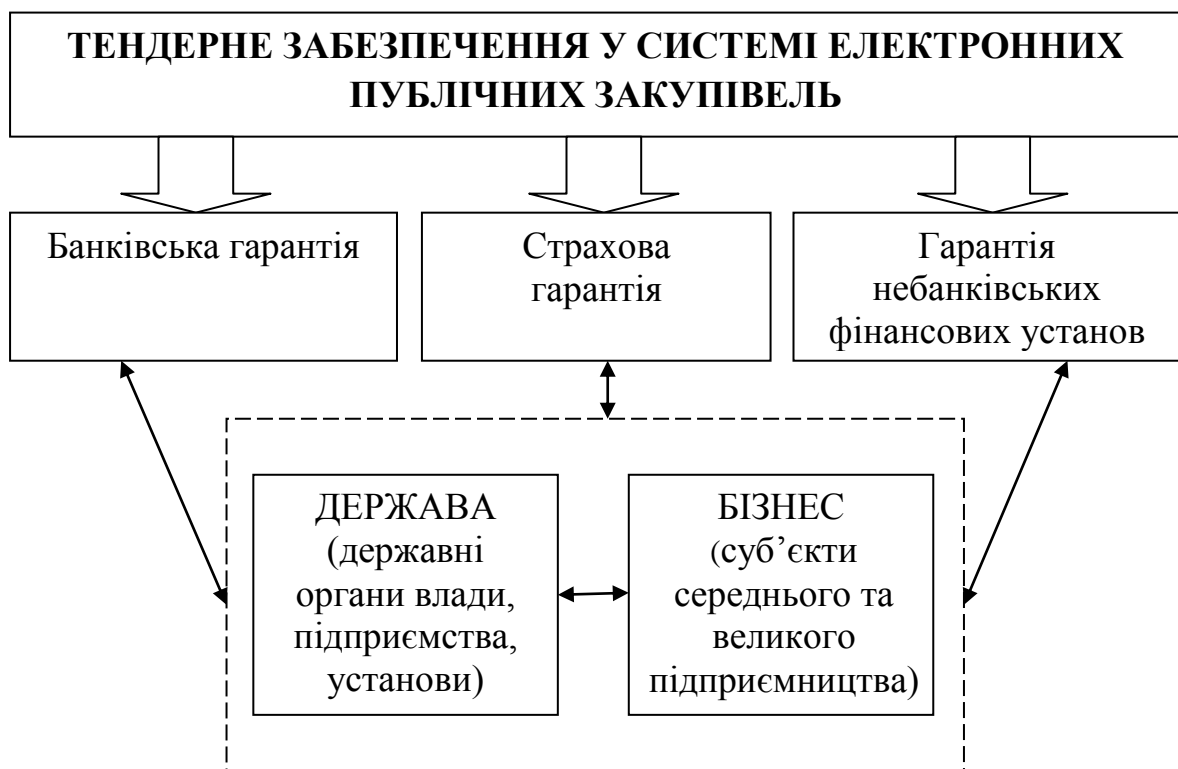 ТЕНДЕРНЕ ЗАБЕЗПЕЧЕННЯ У СИСТЕМІ ЕЛЕКТРОННИХ
ПУБЛІЧНИХ ЗАКУПІВЕЛЬ
Банківська гарантія
Страхова
гарантія
Гарантія
небанківських
фінансових установ
ДЕРЖАВА
(державні
органи влади,
підприємства,
установи)
БІЗНЕС
(суб’єкти
середнього та
великого
підприємництва)